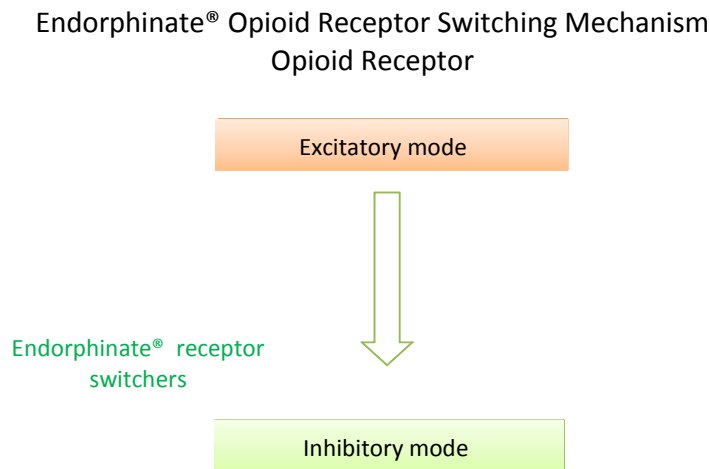 Endorphinate® Opioid Receptor Switching Mechanism
Opioid Receptor
Excitatory mode
Endorphinate® receptor
switchers
Inhibitory mode